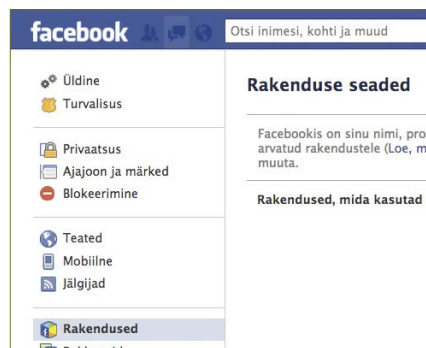 facebook
Otsi inimesi, kohti ja muud
Üldine
Turvalisus
Privaatsus
Ajajoon ja märked
Blokeerimine
Teated
Mobiilne
Jälgijad
Rakendused
Rakenduse seaded
Facebookis on sinu nimi, pro
arvatud rakendustele (Loe, m
muuta.
Rakendused, mida kasutad